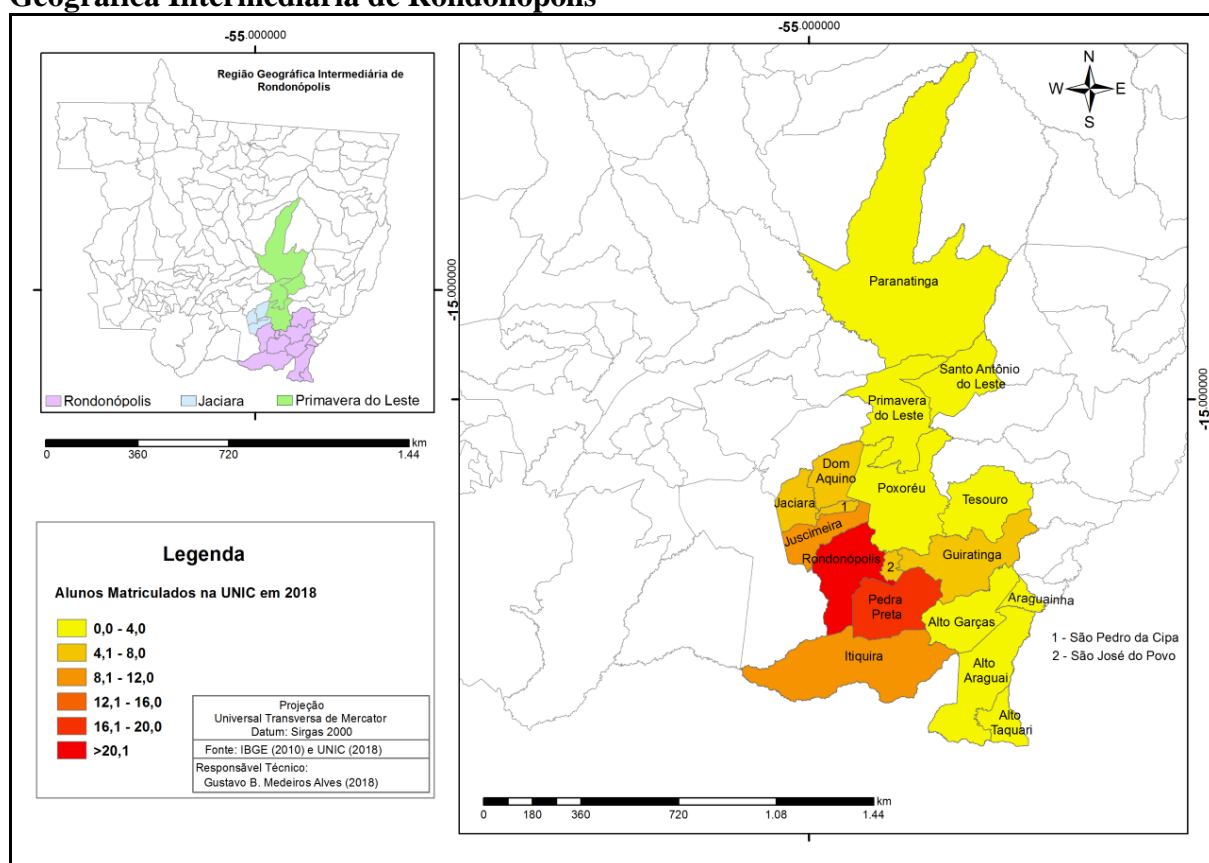 Geográfica Intermediária de Rondonópolis
-55.000000
Região Geográfica Intermediária de
Rondonópolis
-15.000000
Rondonópolis
Jaciara
Primavera do Leste
-55.000000
km
0
360
720
1.44
Legenda
Alunos Matriculados na UNIC em 2018
0,0 - 4,0
4,1 - 8,0
8,1 - 12,0
12,1 - 16,0
16,1 - 20,0
>20,1
Projeção
Universal Transversa de Mercator
Datum: Sirgas 2000
Fonte: IBGE (2010) e UNIC (2018)
Responsável Técnico:
Gustavo B. Medeiros Alves (2018)
-55.000000
N
W
E
S
Paranatinga
Santo Antônio
do Leste
Primavera
do Leste
-15.000000
Dom
Aquino
Poxoréu
Tesouro
Jaciara
1
Juscimeira
Rondonópolis
2
Guiratinga
Pedra
Preta
Araguainha
Alto Garças
1 - São Pedro da Cipa
2 - São José do Povo
Itiquira
Alto
Araguai
Alto
Taquari
km
0
180
360
720
1.08
1.44